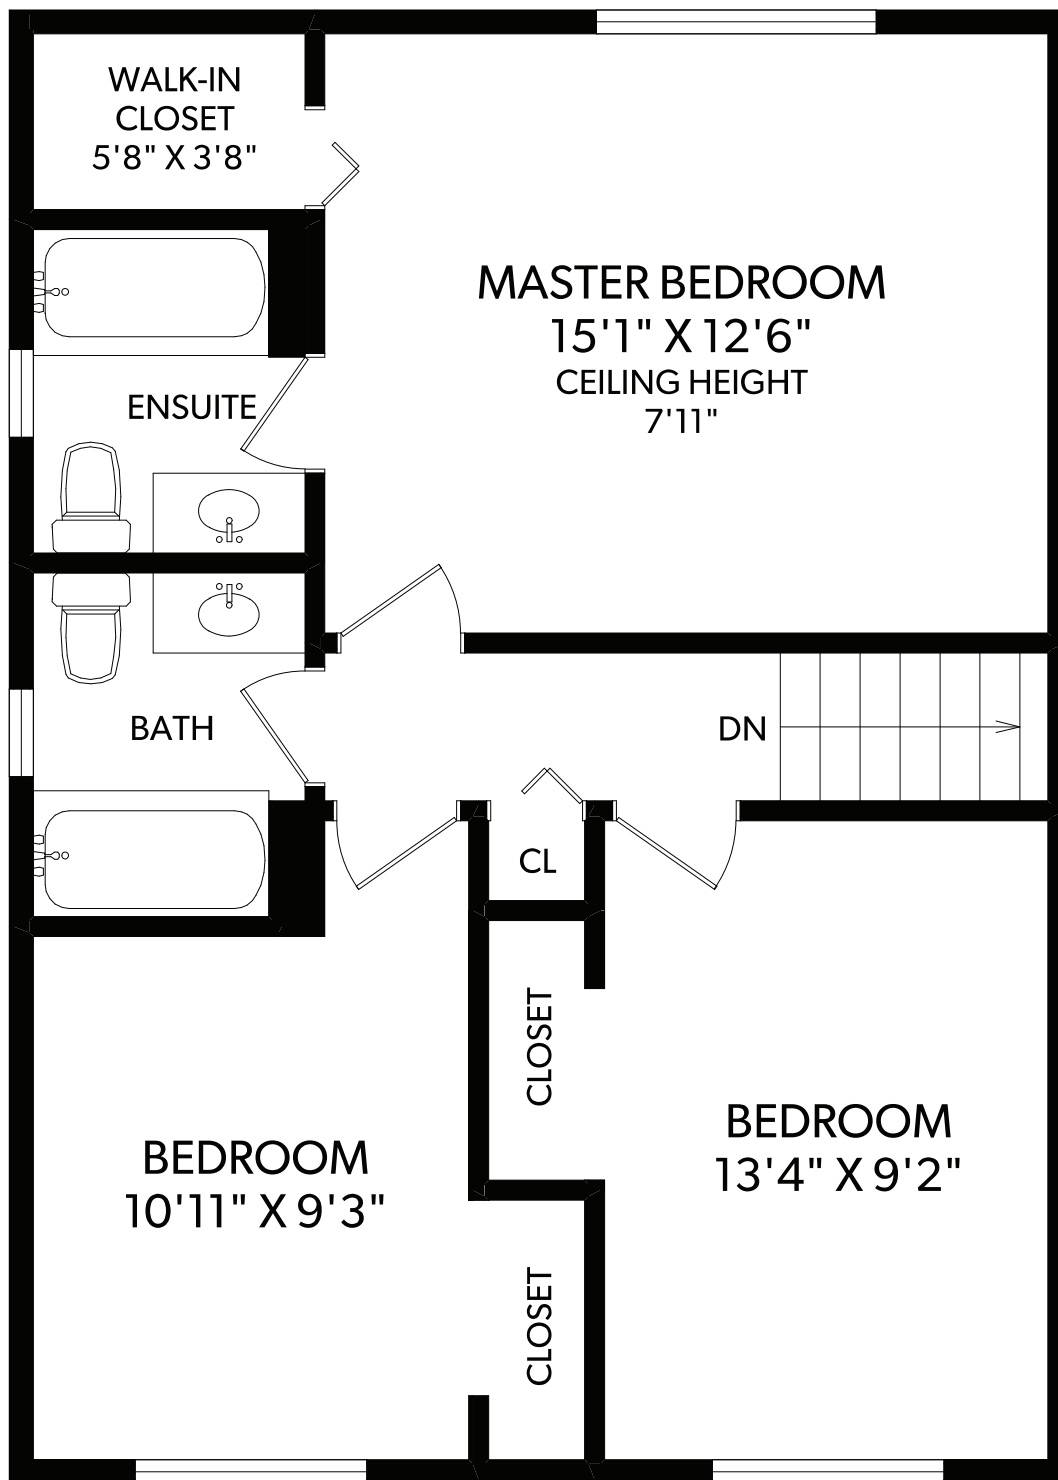 WALK-IN
CLOSET
5'8" X 3'8"
MASTER BEDROOM
15'1" X 12'6"
CEILING HEIGHT
7'11"
ENSUITE
BATH
DN
CL
CLOSET
BEDROOM
13'4" X 9'2"
BEDROOM
10'11" X 9'3"
CLOSET